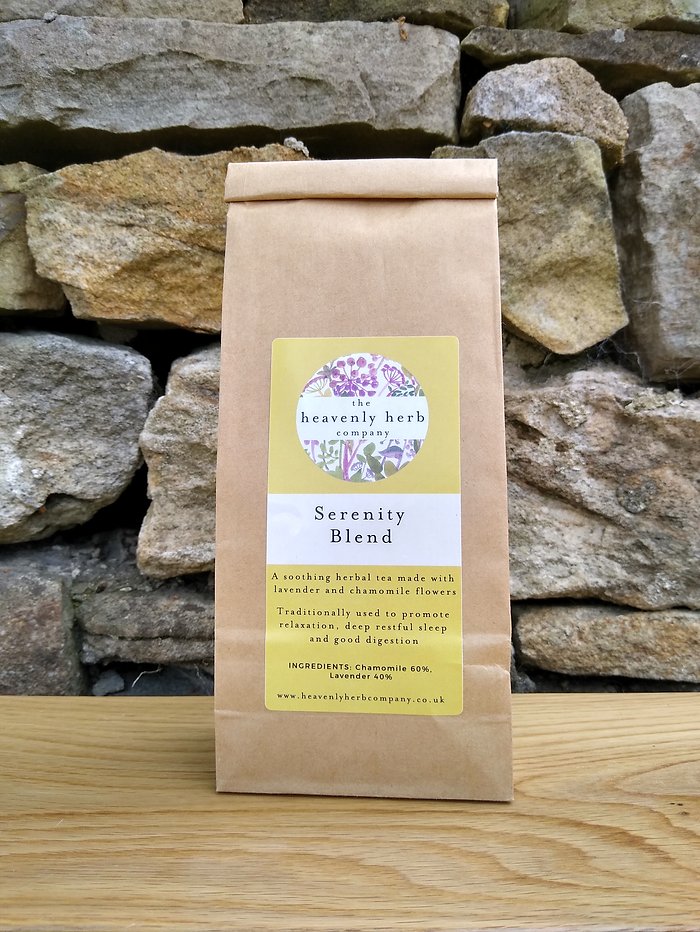 the
heavenly herb
company
Serenity
Blend
A soothing herbal tea made with
lavender and chamomile flowers
Traditionally used to promote
relaxation, deep restful sleep
and good digestion
INGREDIENTS: Chamomile 60%,
Lavender 40%
www.heavenlyherbcompany.co.uk